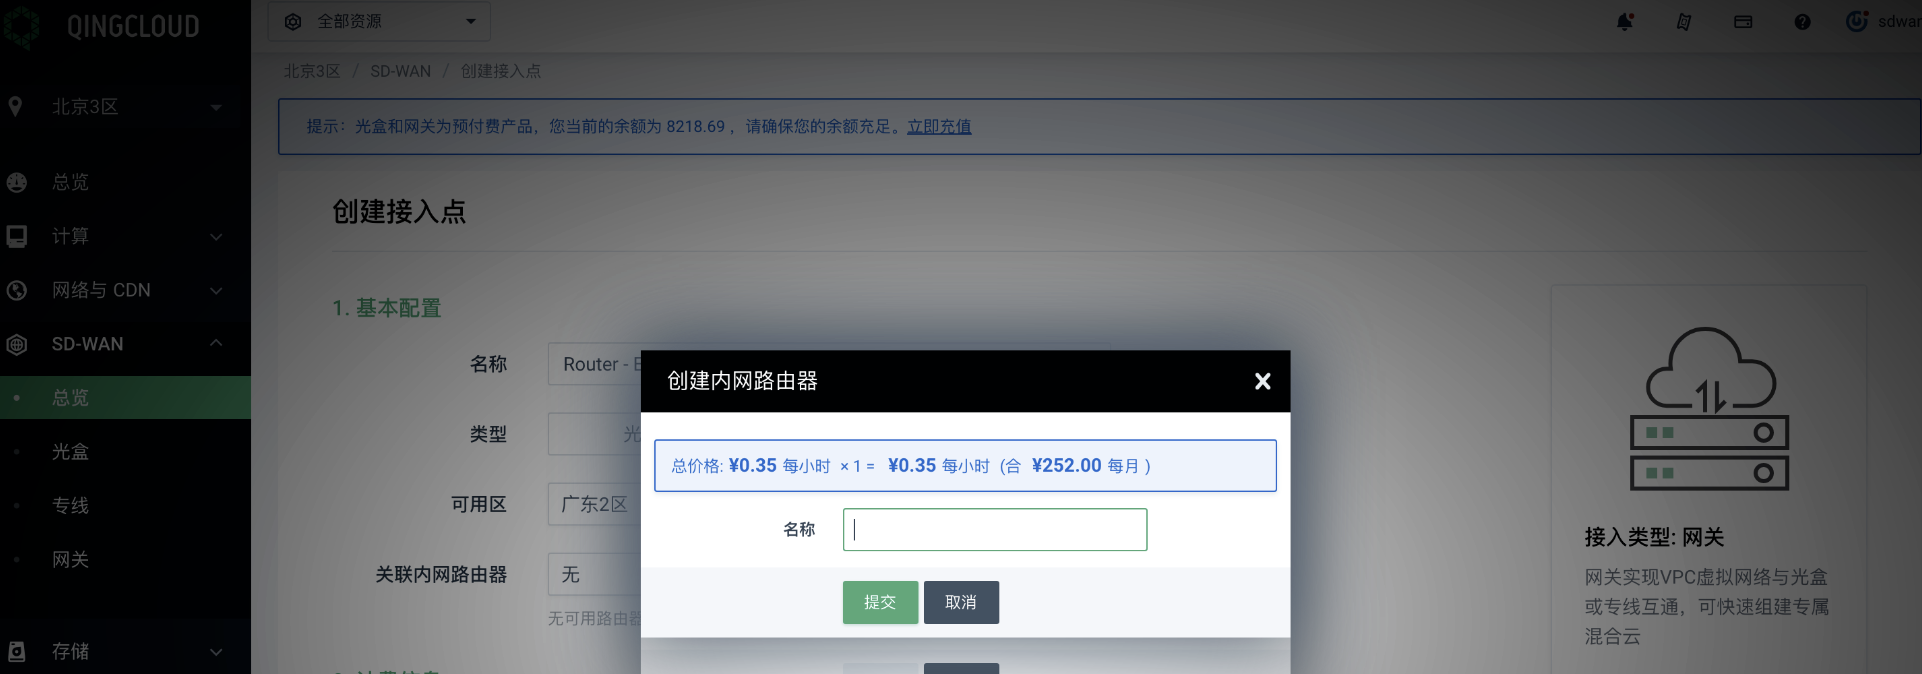 QINGCLOUD
全部资源
北京3区 / SD-WAN / 创建接入点
北京3区
提示：光盒和网关为预付费产品，您当前的余额为 8218.69 ，请确保您的余额充足。立即充值
总览
计算
网络与 CDN
SD-WAN
总览
光盒
专线
网关
存储
创建接入点
1. 基本配置
名称
Router -
类型
光
可用区
广东2区
关联内网路由器
无
无可用路由器
创建内网路由器
总价格: ¥0.35 每小时 × 1 = ¥0.35 每小时 (合 ¥252.00 每月 )
名称
提交
取消
接入类型: 网关
网关实现VPC虚拟网络与光盒
或专线互通，可快速组建专属
混合云